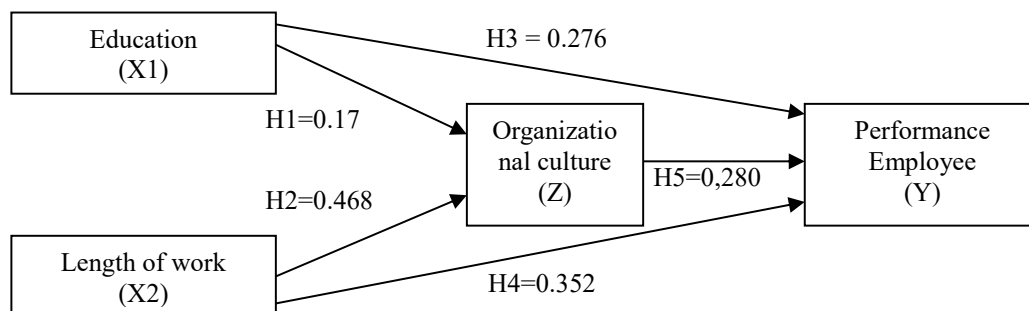 Education
(X1)
H3 = 0.276
H1=0.17
Organizatio
nal culture
(Z)
H5=0,280
Performance
Employee
(Y)
H2=0.468
Length of work
(X2)
H4=0.352